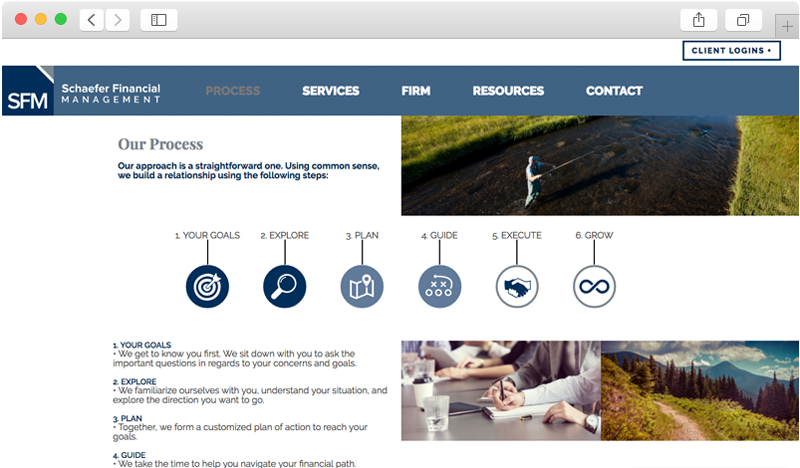 CLIENT LOGINS +
SFM
Schaefer Financial
MANAGEMENT
PROCESS
SERVICES
FIRM
RESOURCES
CONTACT
Our Process
Our approach is a straightforward one. Using common sense,
we build a relationship using the following steps:
1. YOUR GOALS
2. EXPLORE
3. PLAN
4. GUIDE
5. EXECUTE
6. GROW
1. YOUR GOALS
• We get to know you first. We sit down with you to ask the
important questions in regards to your concerns and goals.
2. EXPLORE
• We familiarize ourselves with you, understand your situation, and
explore the direction you want to go.
3. PLAN
• Together, we form a customized plan of action to reach your
goals.
4. GUIDE
• We take the time to help you navigate your financial path.